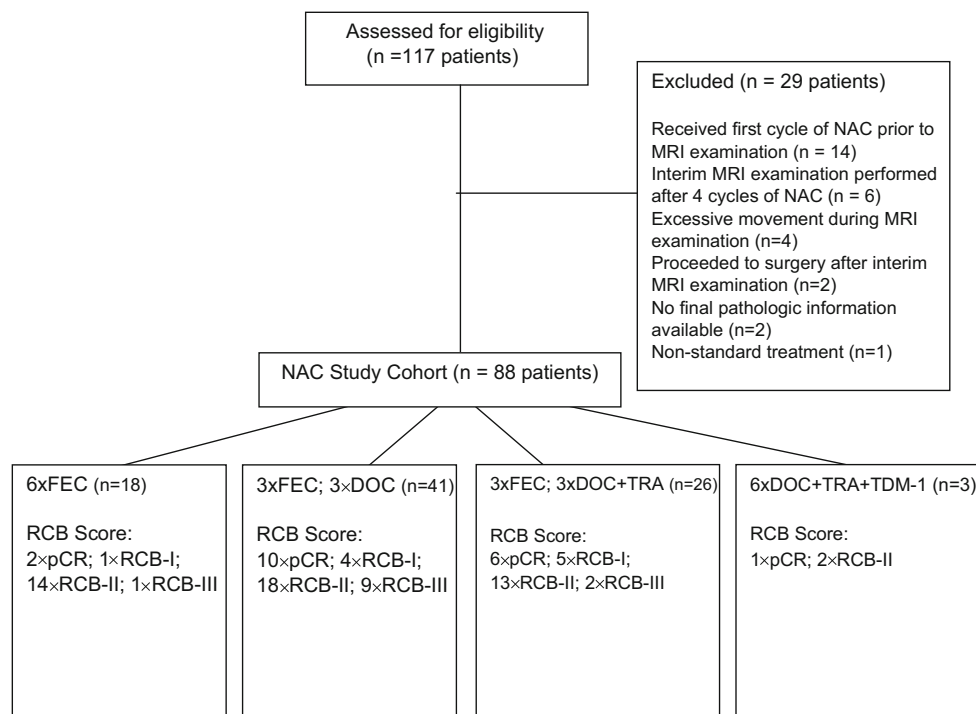 Assessed for eligibility
(n =117 patients)
Excluded (n = 29 patients)
Received first cycle of NAC prior to
MRI examination (n = 14)
Interim MRI examination performed
after 4 cycles of NAC (n = 6)
Excessive movement during MRI
examination (n=4)
Proceeded to surgery after interim
MRI examination (n=2)
No final pathologic information
available (n=2)
Non-standard treatment (n=1)
NAC Study Cohort (n = 88 patients)
6xFEC (n=18)
RCB Score:
2×pCR; 1×RCB-I;
14×RCB-II; 1×RCB-III
3xFEC; 3×DOC (n=41)
RCB Score:
10×pCR; 4×RCB-I;
18×RCB-II; 9×RCB-III
3xFEC; 3xDOC+TRA (n=26)
RCB Score:
6×pCR; 5×RCB-I;
13×RCB-II; 2×RCB-III
6xDOC+TRA+TDM-1 (n=3)
RCB Score:
1×pCR; 2×RCB-II